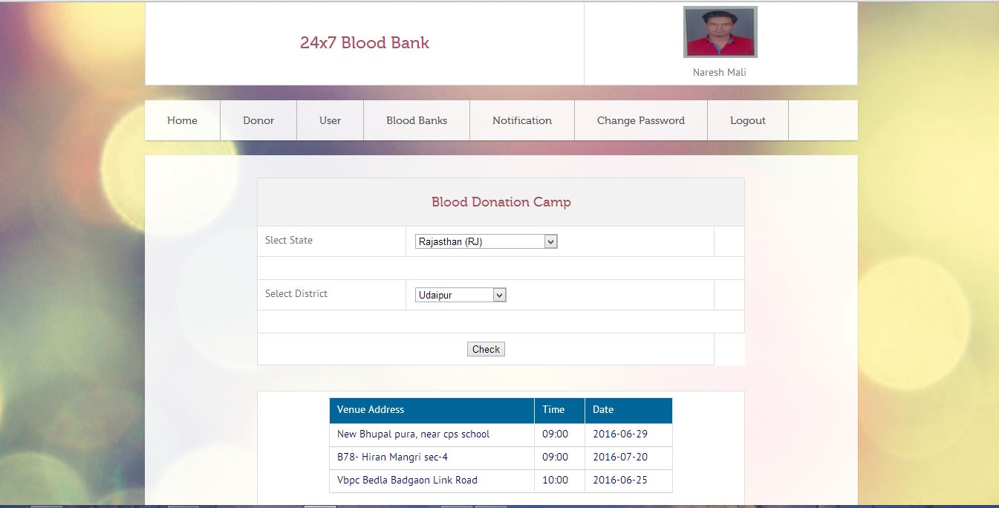 24x7 Blood Bank
Naresh Mali
Home Donor User Blood Banks Notification Change Password Logout
Blood Donation Camp
Slect State Rajasthan (RJ)
Select District Udaipur
Check
Venue Address Time Date
New Bhupal pura, near cps school 09:00 2016-06-29
B78- Hiran Mangri sec-4 09:00 2016-07-20
Vbpc Bedla Badgaon Link Road 10:00 2016-06-25